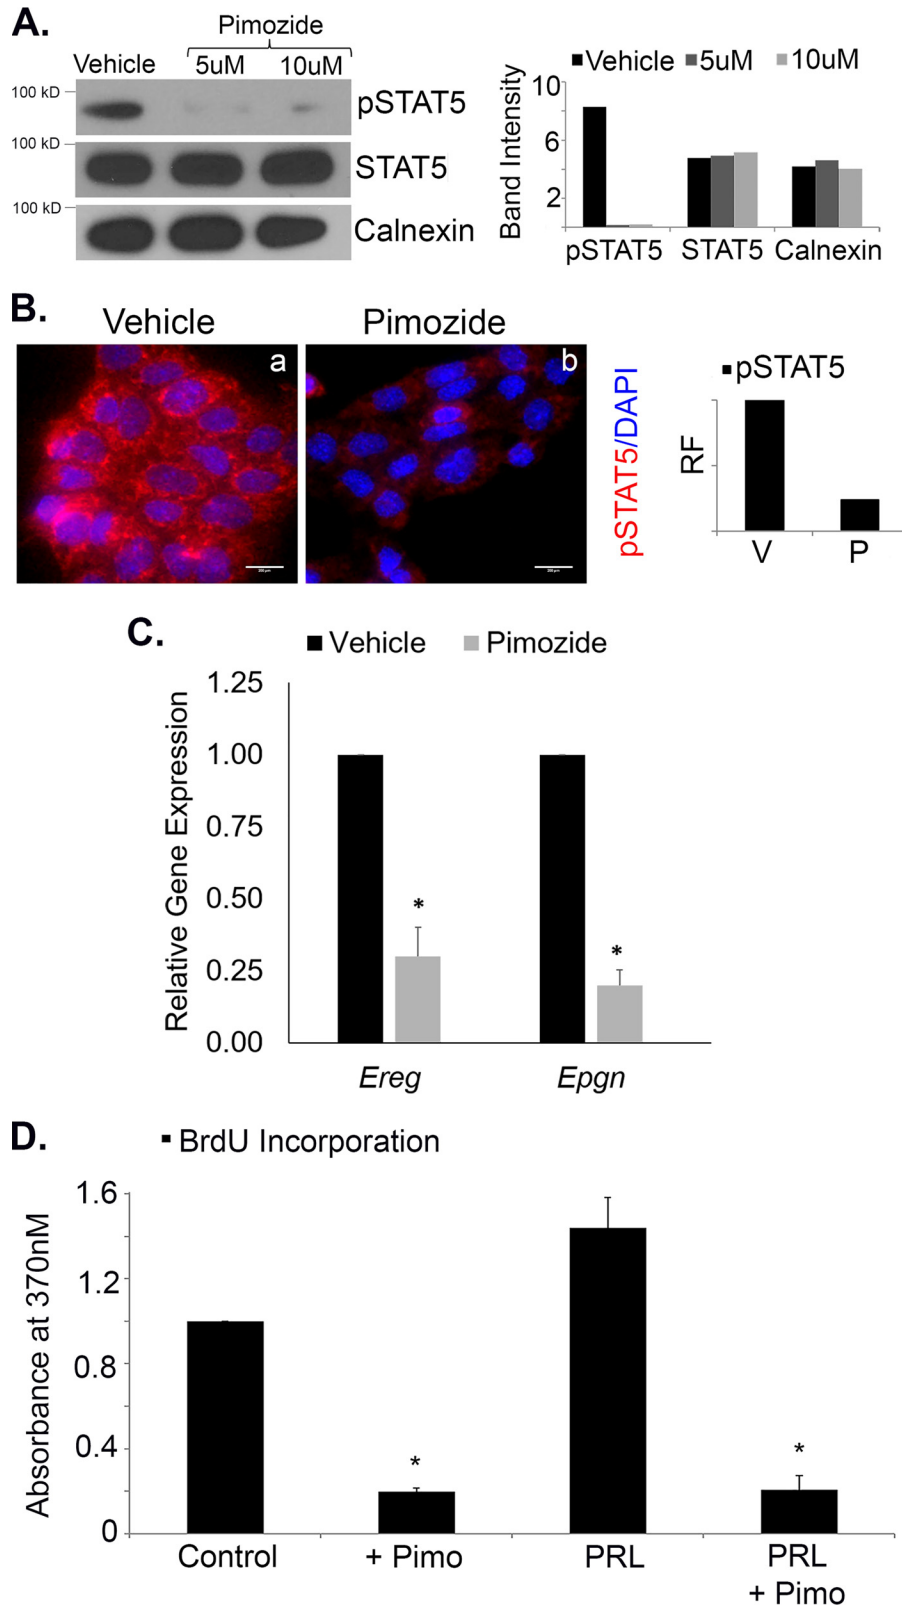 A.
Pimozide
Vehicle 5uM 10uM
100 kD pSTAT5
100 kD STAT5
100 kD Calnexin
Vehicle 5uM 10uM
Band Intensity
10
6
2
pSTAT5 STAT5 Calnexin
B.
Vehicle Pimozide
a b
pSTAT5/DAPI
pSTAT5
RF
V P
C.
Vehicle Pimozide
Relative Gene Expression
1.25
1.00
0.75
0.50
0.25
0.00
* *
Ereg Epgn
D.
BrdU Incorporation
Absorbance at 370nM
1.6
1.2
0.8
0.4
0
* *
Control + Pimo PRL PRL
+ Pimo